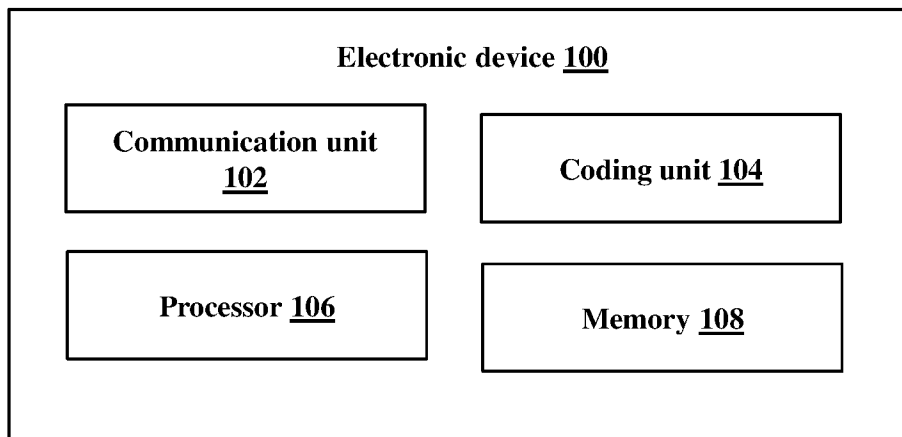 Electronic device 100
Communication unit
102
Coding unit 104
Processor 106
Memory 108